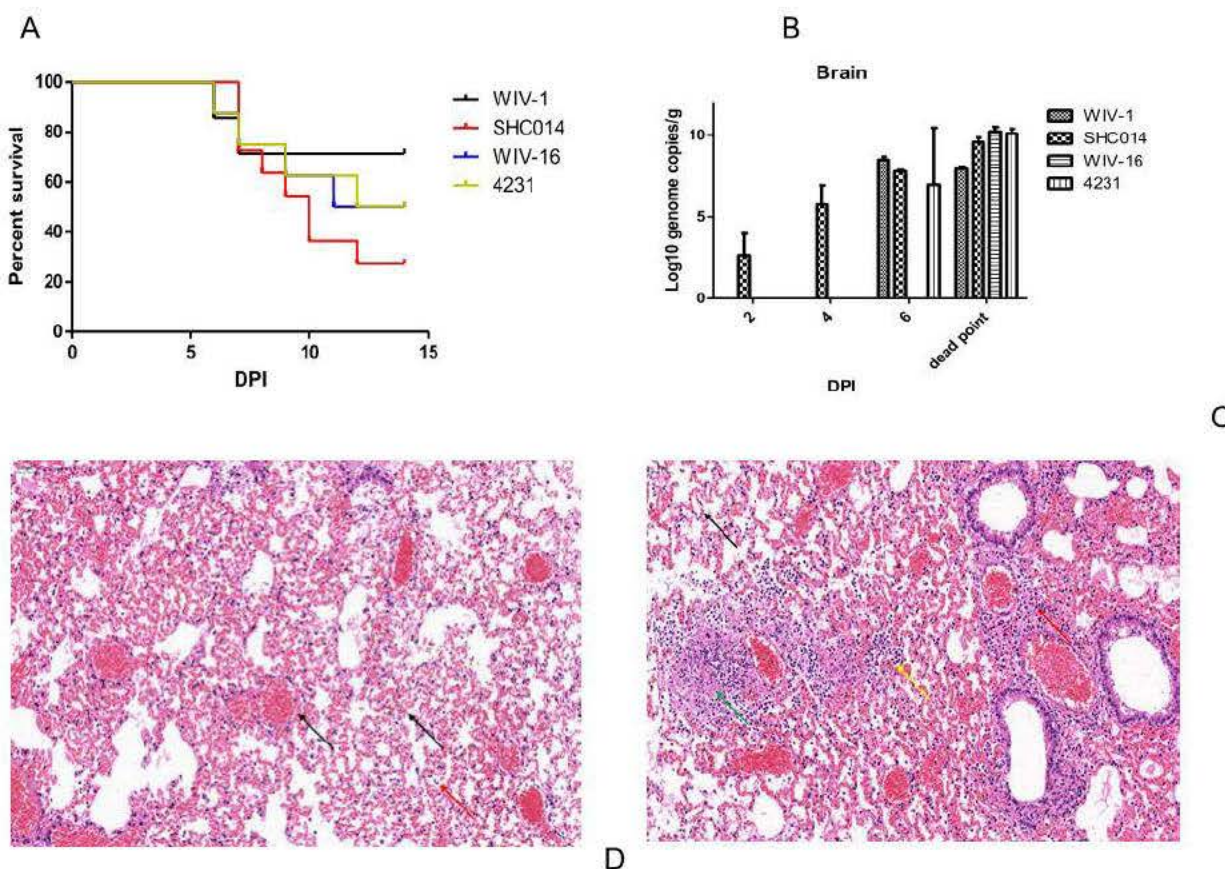 A
100
80
60
40
20
0
Percent survival
0
5
10
15
DPI
WIV-1
SHC014
WIV-16
4231
B
Brain
10
5
0
Log10 genome copies/g
2
4
6
dead point
DPI
WIV-1
SHC014
WIV-16
4231
C
D